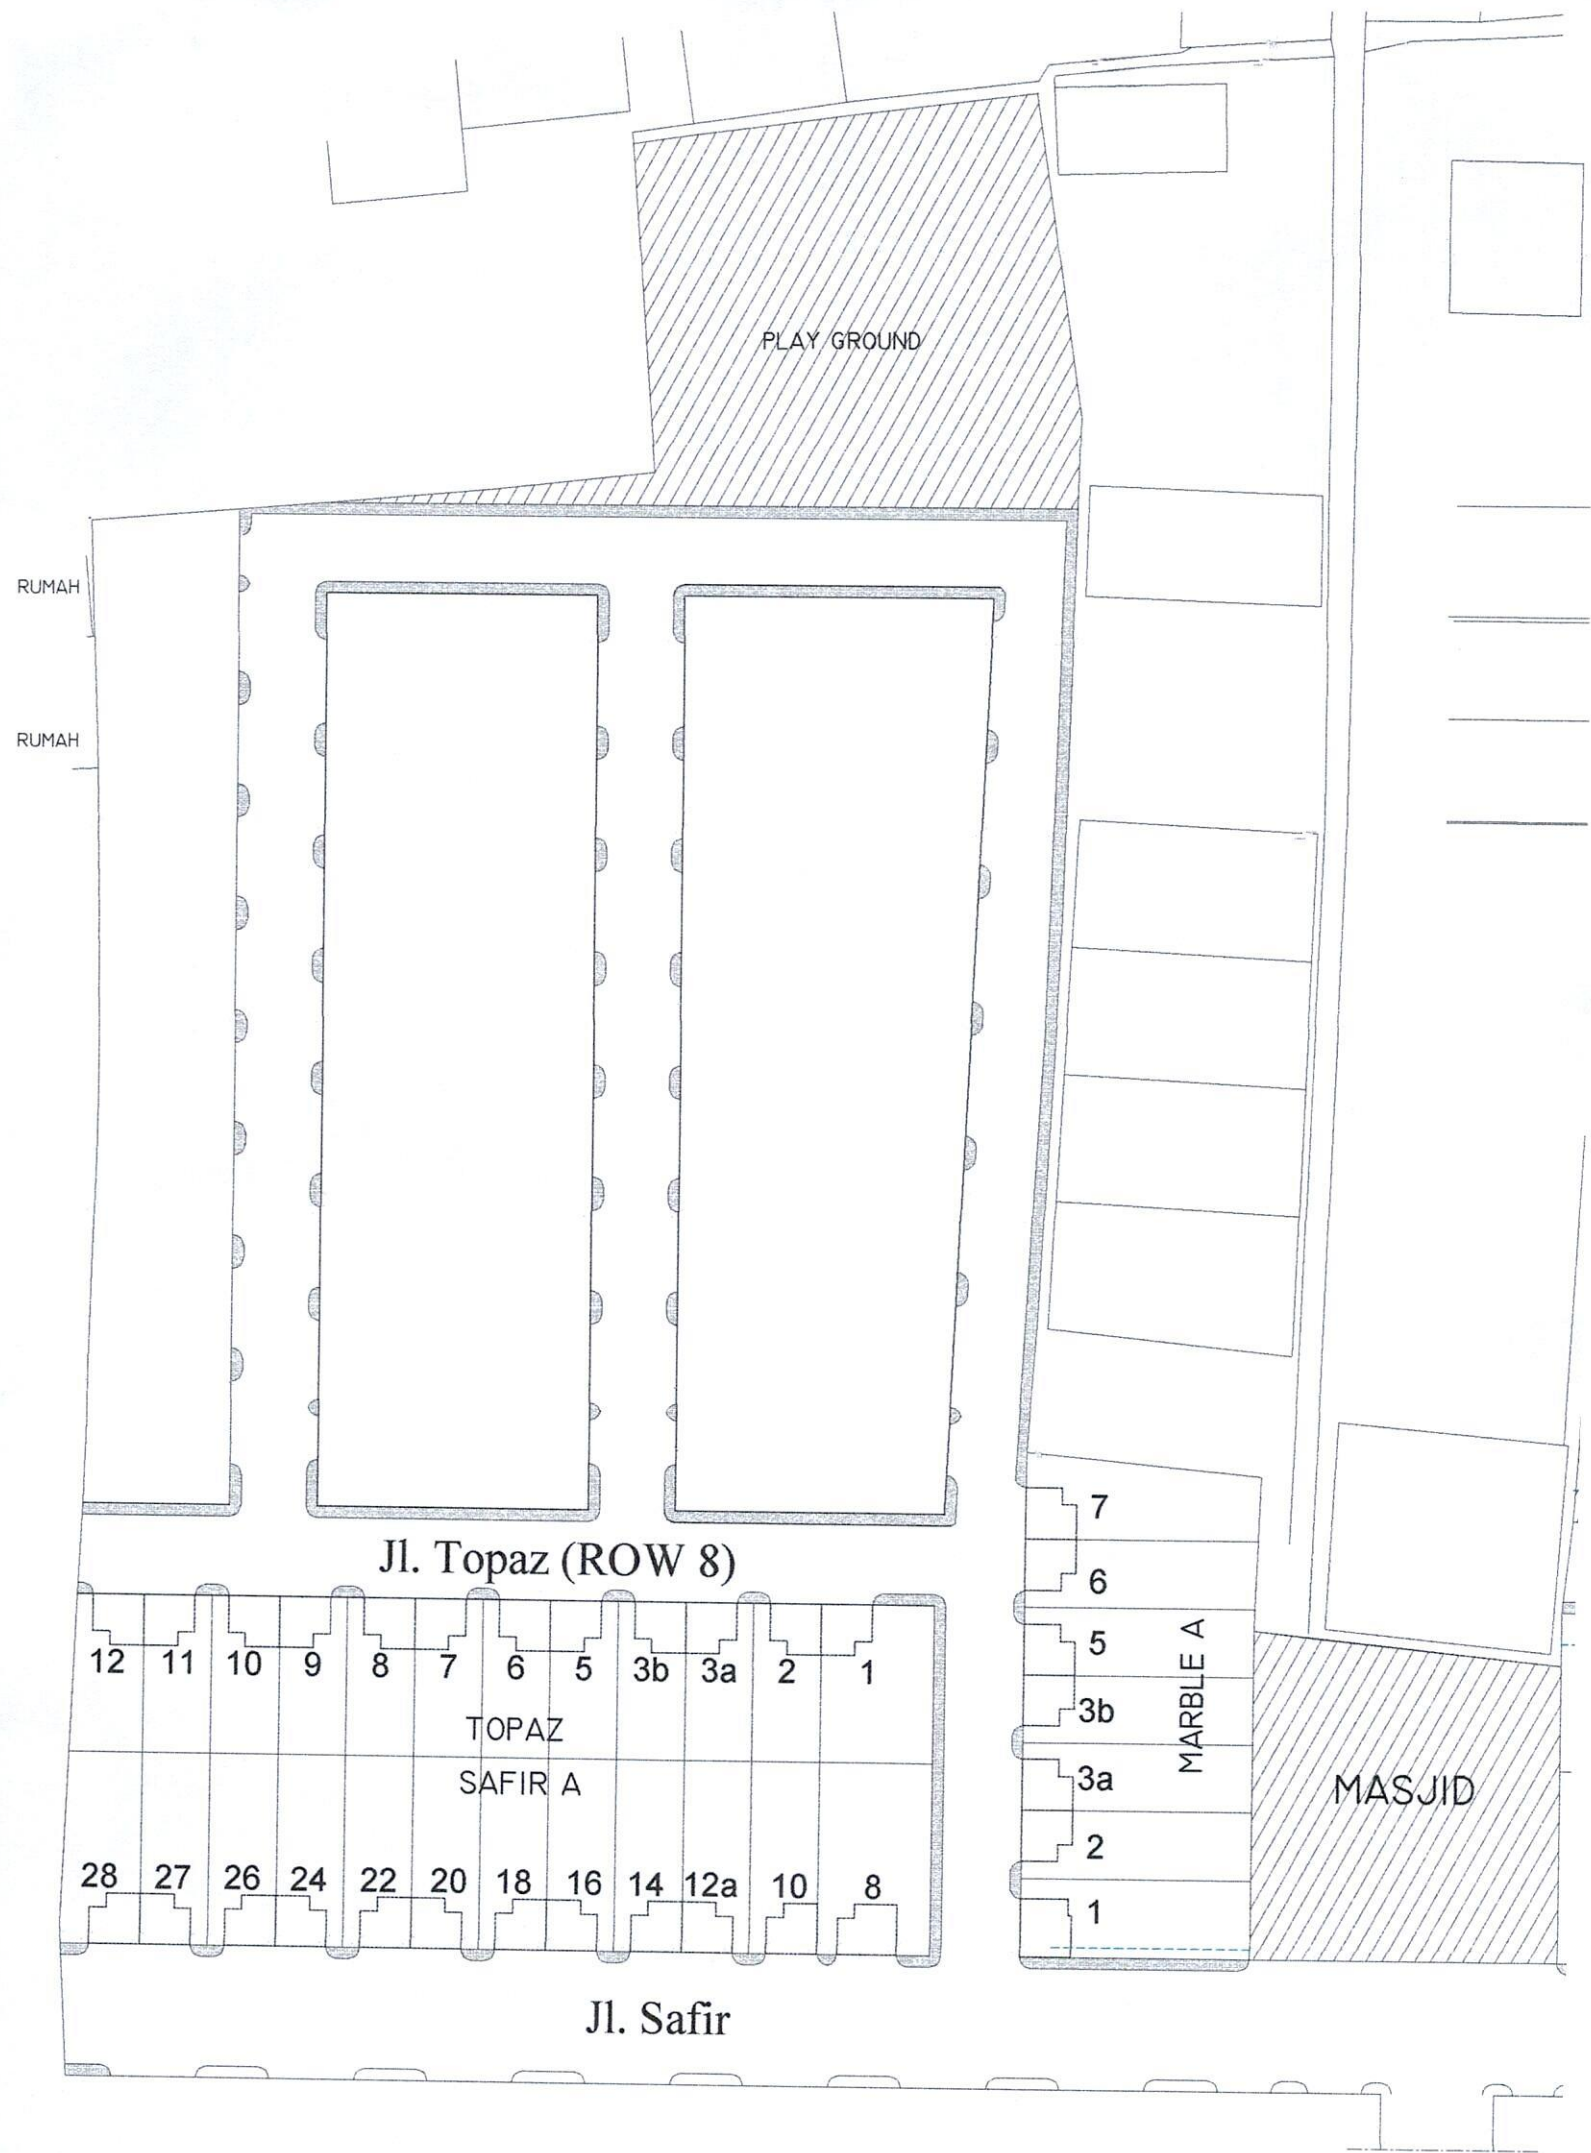 PLAY GROUND
RUMAH
RUMAH
Jl. Topaz (ROW 8)
7
6
5
3b
3a
2
1
MARBLE A
12 11 10 9 8 7 6 5 3b 3a 2 1
TOPAZ
SAFIR A
MASJID
28 27 26 24 22 20 18 16 14 12a 10 8
Jl. Safir